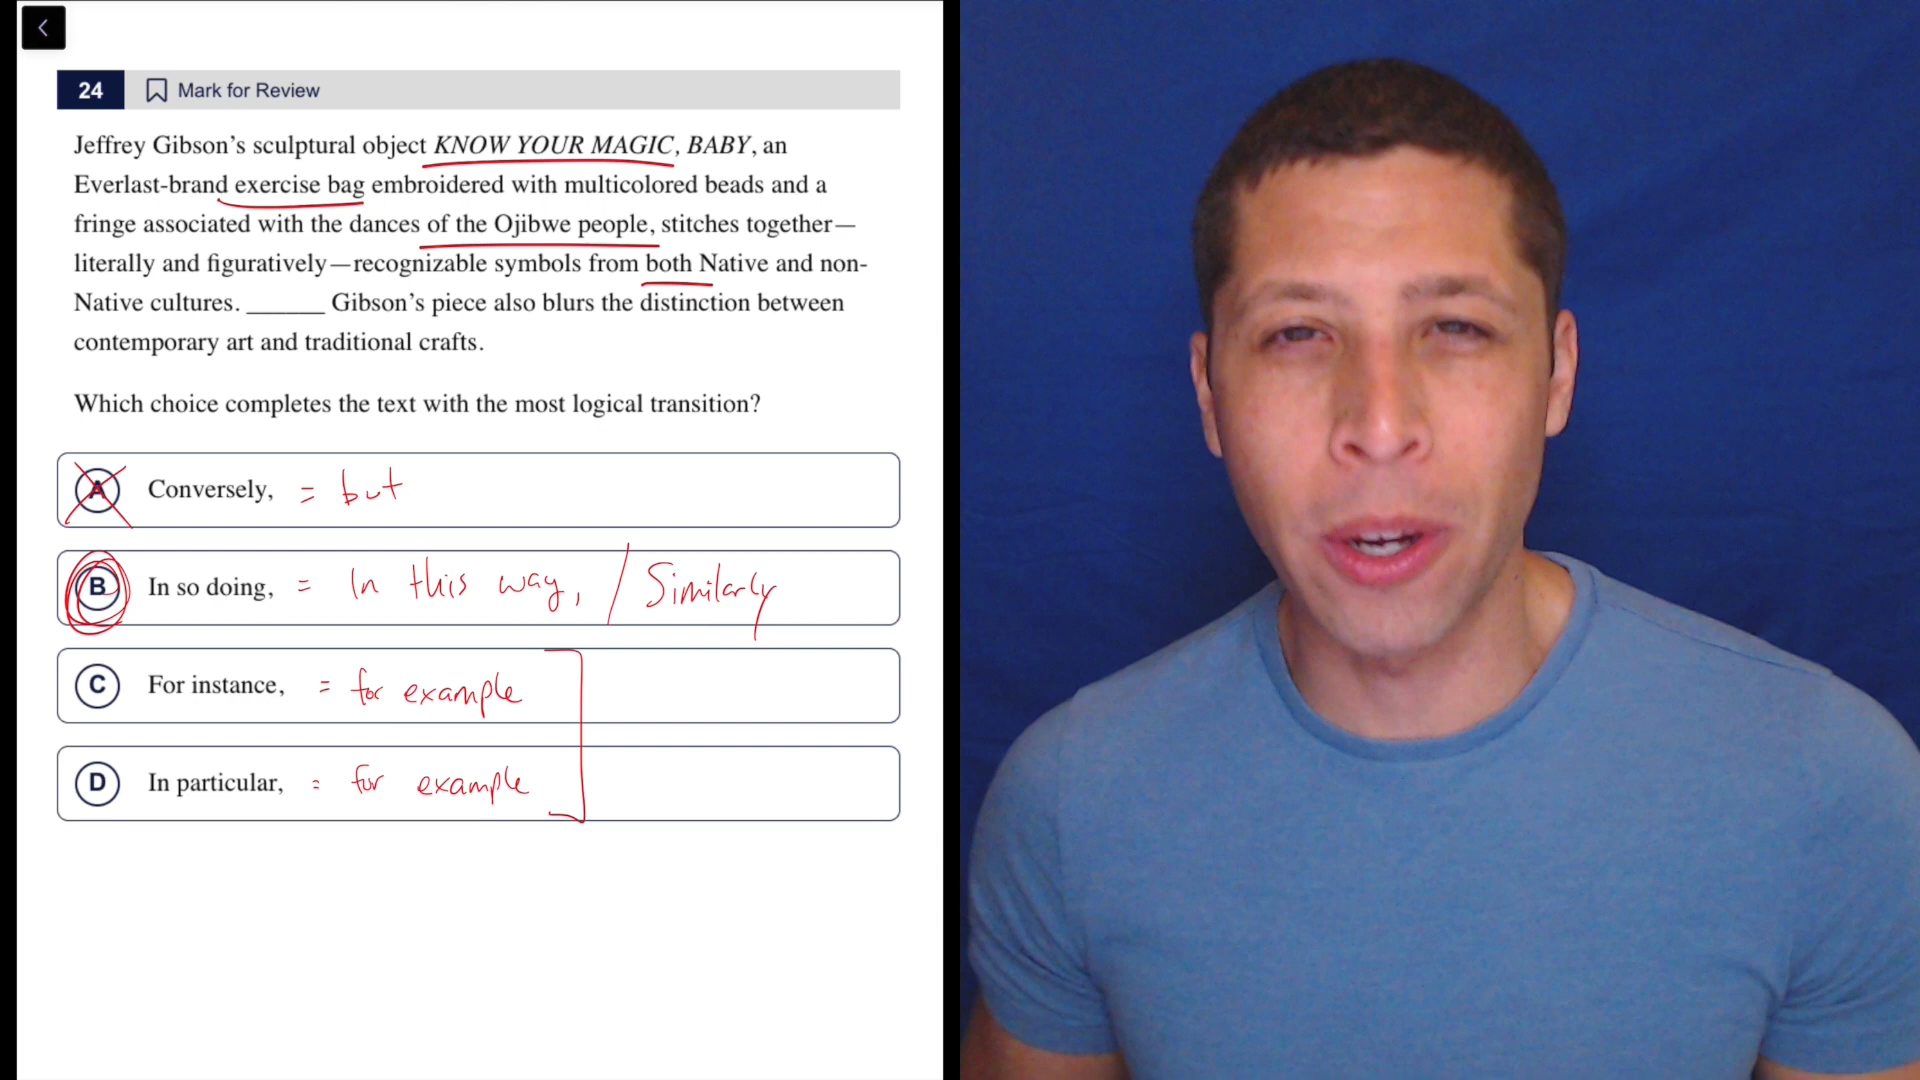 24 Mark for Review
Jeffrey Gibson’s sculptural object KNOW YOUR MAGIC, BABY, an
Everlast-brand exercise bag embroidered with multicolored beads and a
fringe associated with the dances of the Ojibwe people, stitches together—
literally and figuratively—recognizable symbols from both Native and non-
Native cultures. ______ Gibson’s piece also blurs the distinction between
contemporary art and traditional crafts.
Which choice completes the text with the most logical transition?
A Conversely, = but
B In so doing, = In this way, / Similarly
C For instance, = for example
D In particular, = for example